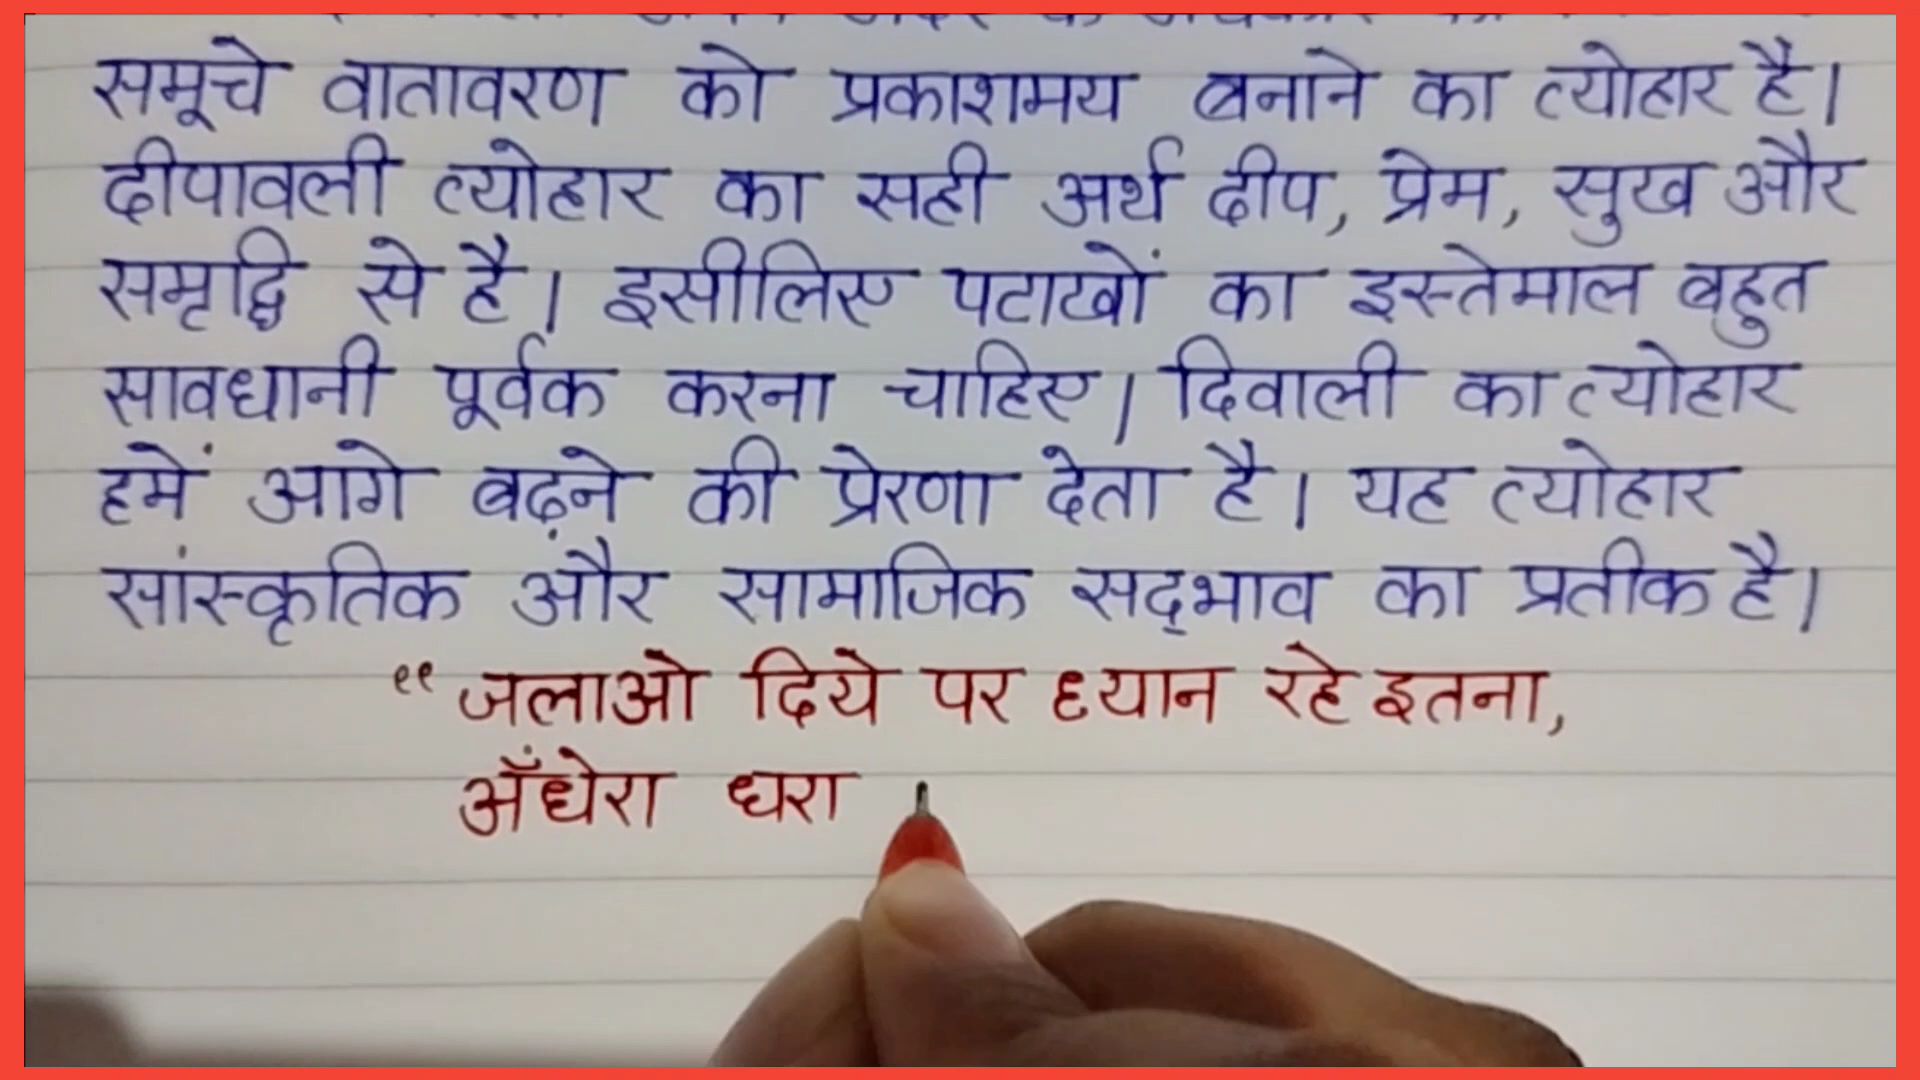 समूचे वातावरण को प्रकाशमय बनाने का त्योहार है।
दीपावली त्योहार का सही अर्थ दीप, प्रेम, सुख और
समृद्धि से है। इसीलिए पटाखों का इस्तेमाल बहुत
सावधानी पूर्वक करना चाहिए। दिवाली का त्योहार
हमें आगे बढ़ने की प्रेरणा देता है। यह त्योहार
सांस्कृतिक और सामाजिक सद्‌भाव का प्रतीक है।
“जलाओ दिये पर ध्यान रहे इतना,
अँधेरा धरा